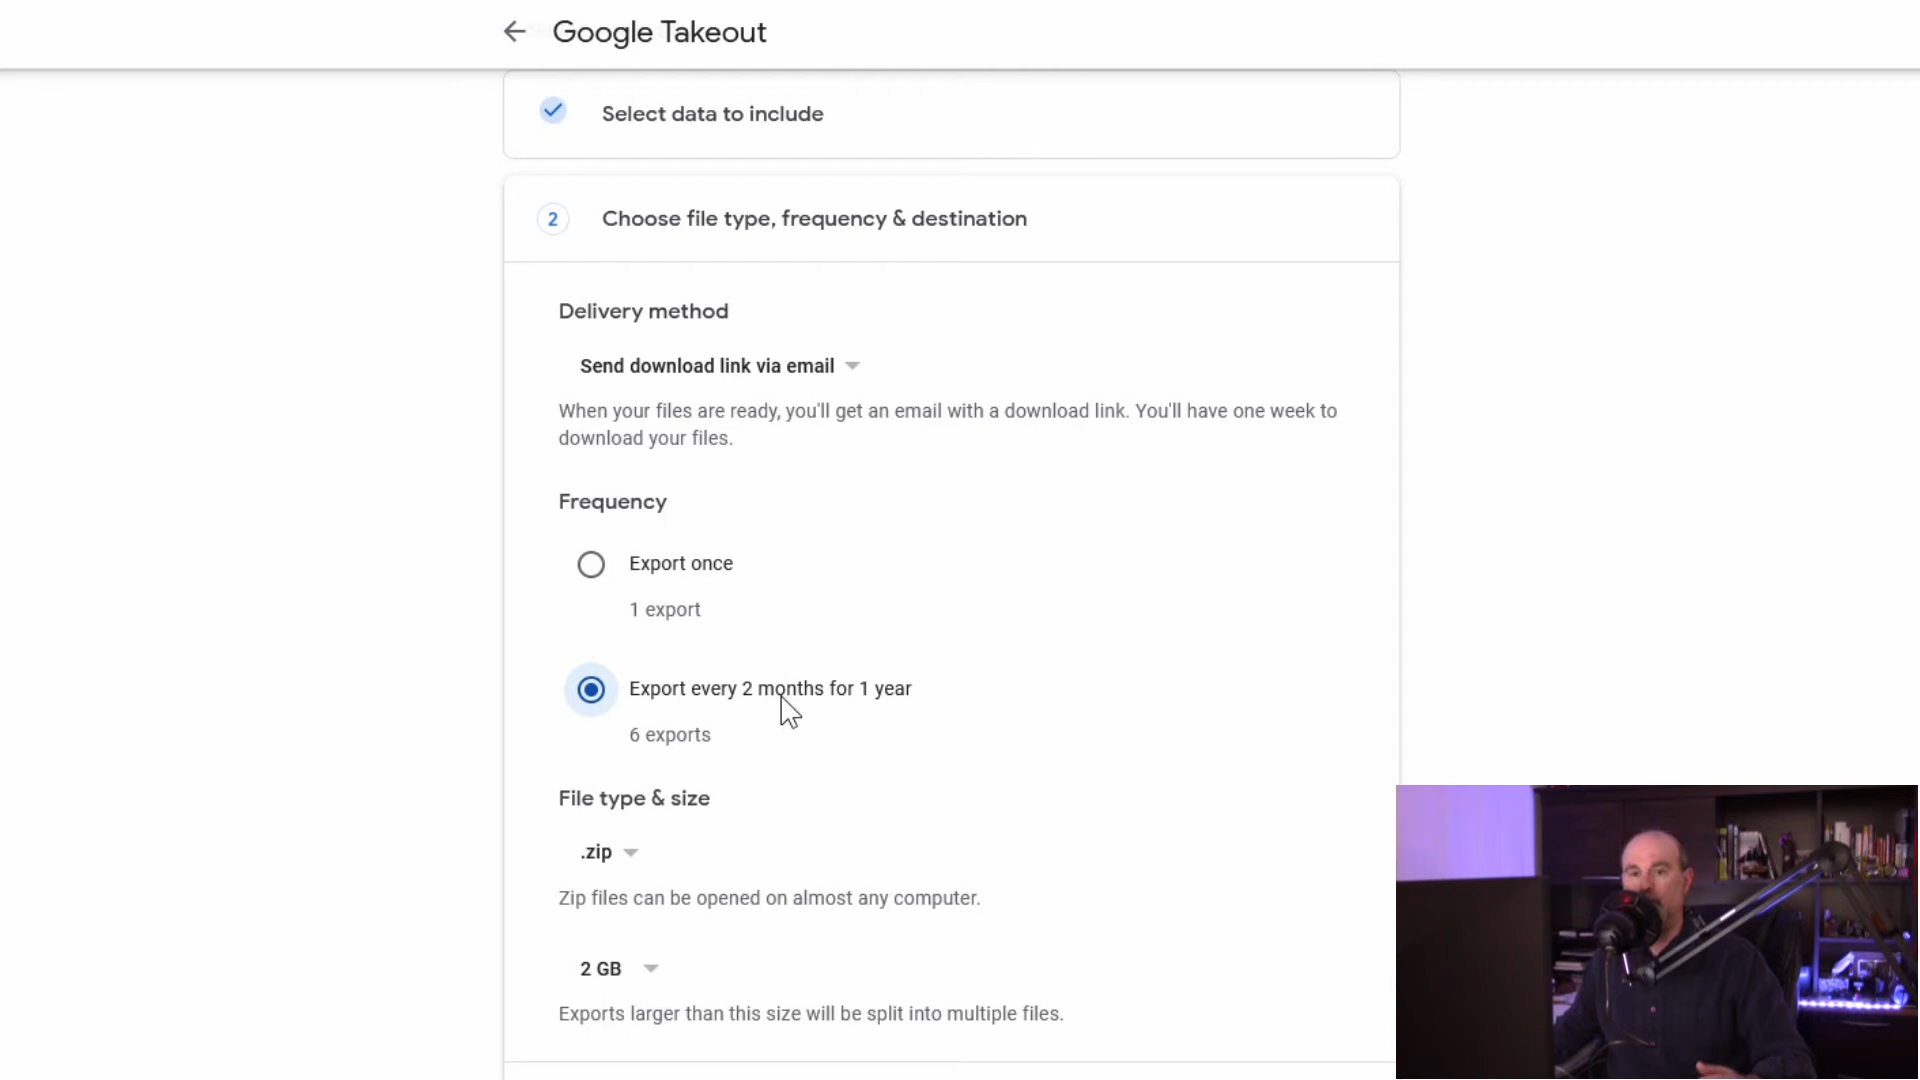 Google Takeout
Select data to include
2 Choose file type, frequency & destination
Delivery method
Send download link via email
When your files are ready, you'll get an email with a download link. You'll have one week to
download your files.
Frequency
Export once
1 export
Export every 2 months for 1 year
6 exports
File type & size
.zip
Zip files can be opened on almost any computer.
2 GB
Exports larger than this size will be split into multiple files.